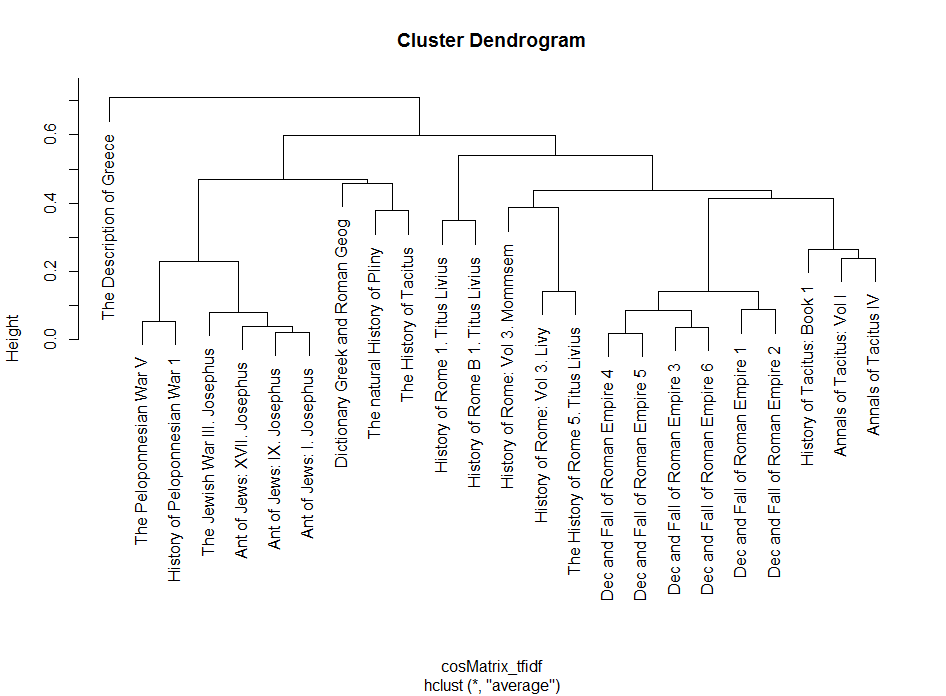 Cluster Dendrogram
Height
0.6
0.4
0.2
0.0
The Description of Greece
The Peloponnesian War V
History of Peloponnesian War 1
The Jewish War III. Josephus
Ant of Jews: XVII. Josephus
Ant of Jews: IX. Josephus
Ant of Jews: I. Josephus
Dictionary Greek and Roman Geog
The natural History of Pliny
The History of Tacitus
History of Rome 1. Titus Livius
History of Rome B 1. Titus Livius
History of Rome: Vol 3. Mommsem
History of Rome: Vol 3. Livy
The History of Rome 5. Titus Livius
Dec and Fall of Roman Empire 4
Dec and Fall of Roman Empire 5
Dec and Fall of Roman Empire 3
Dec and Fall of Roman Empire 6
Dec and Fall of Roman Empire 1
Dec and Fall of Roman Empire 2
History of Tacitus: Book 1
Annals of Tacitus: Vol I
Annals of Tacitus IV
cosMatrix_tfidf
hclust (*, "average")